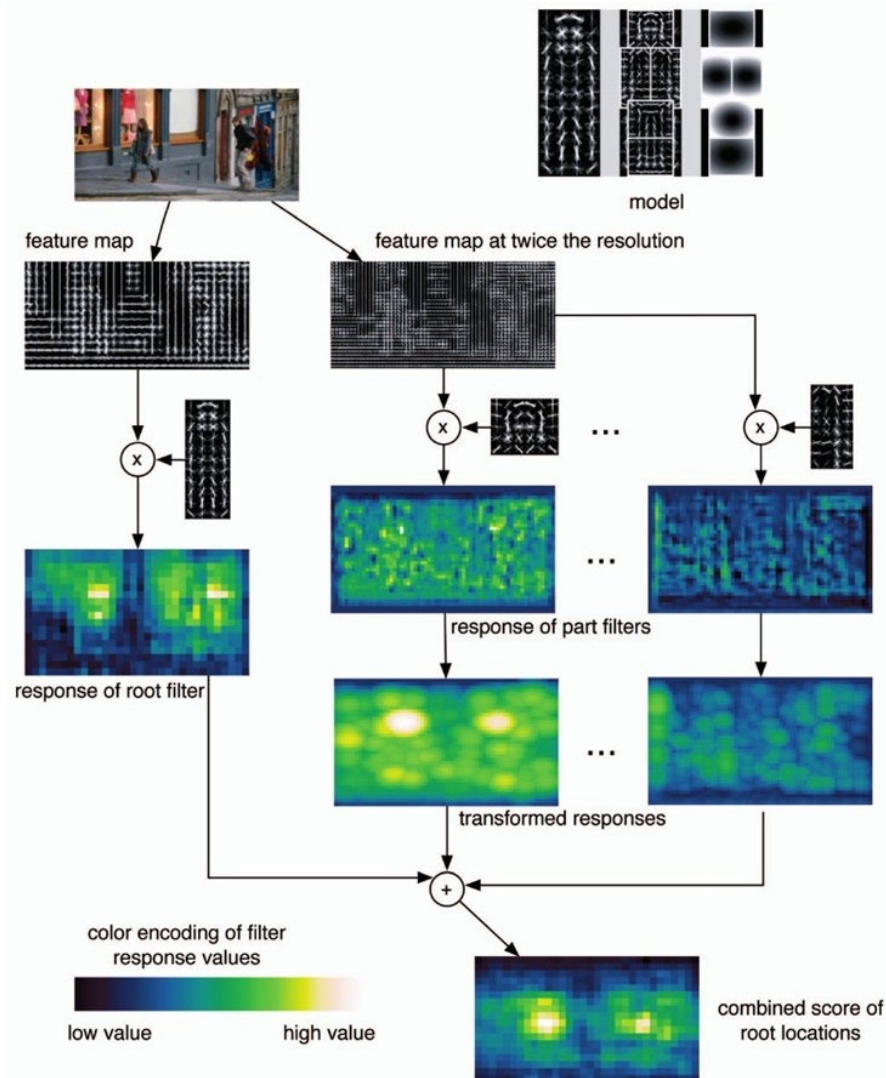 model
feature map
feature map at twice the resolution
x
x
...
x
...
response of part filters
response of root filter
...
transformed responses
+
color encoding of filter
response values
low value
high value
combined score of
root locations